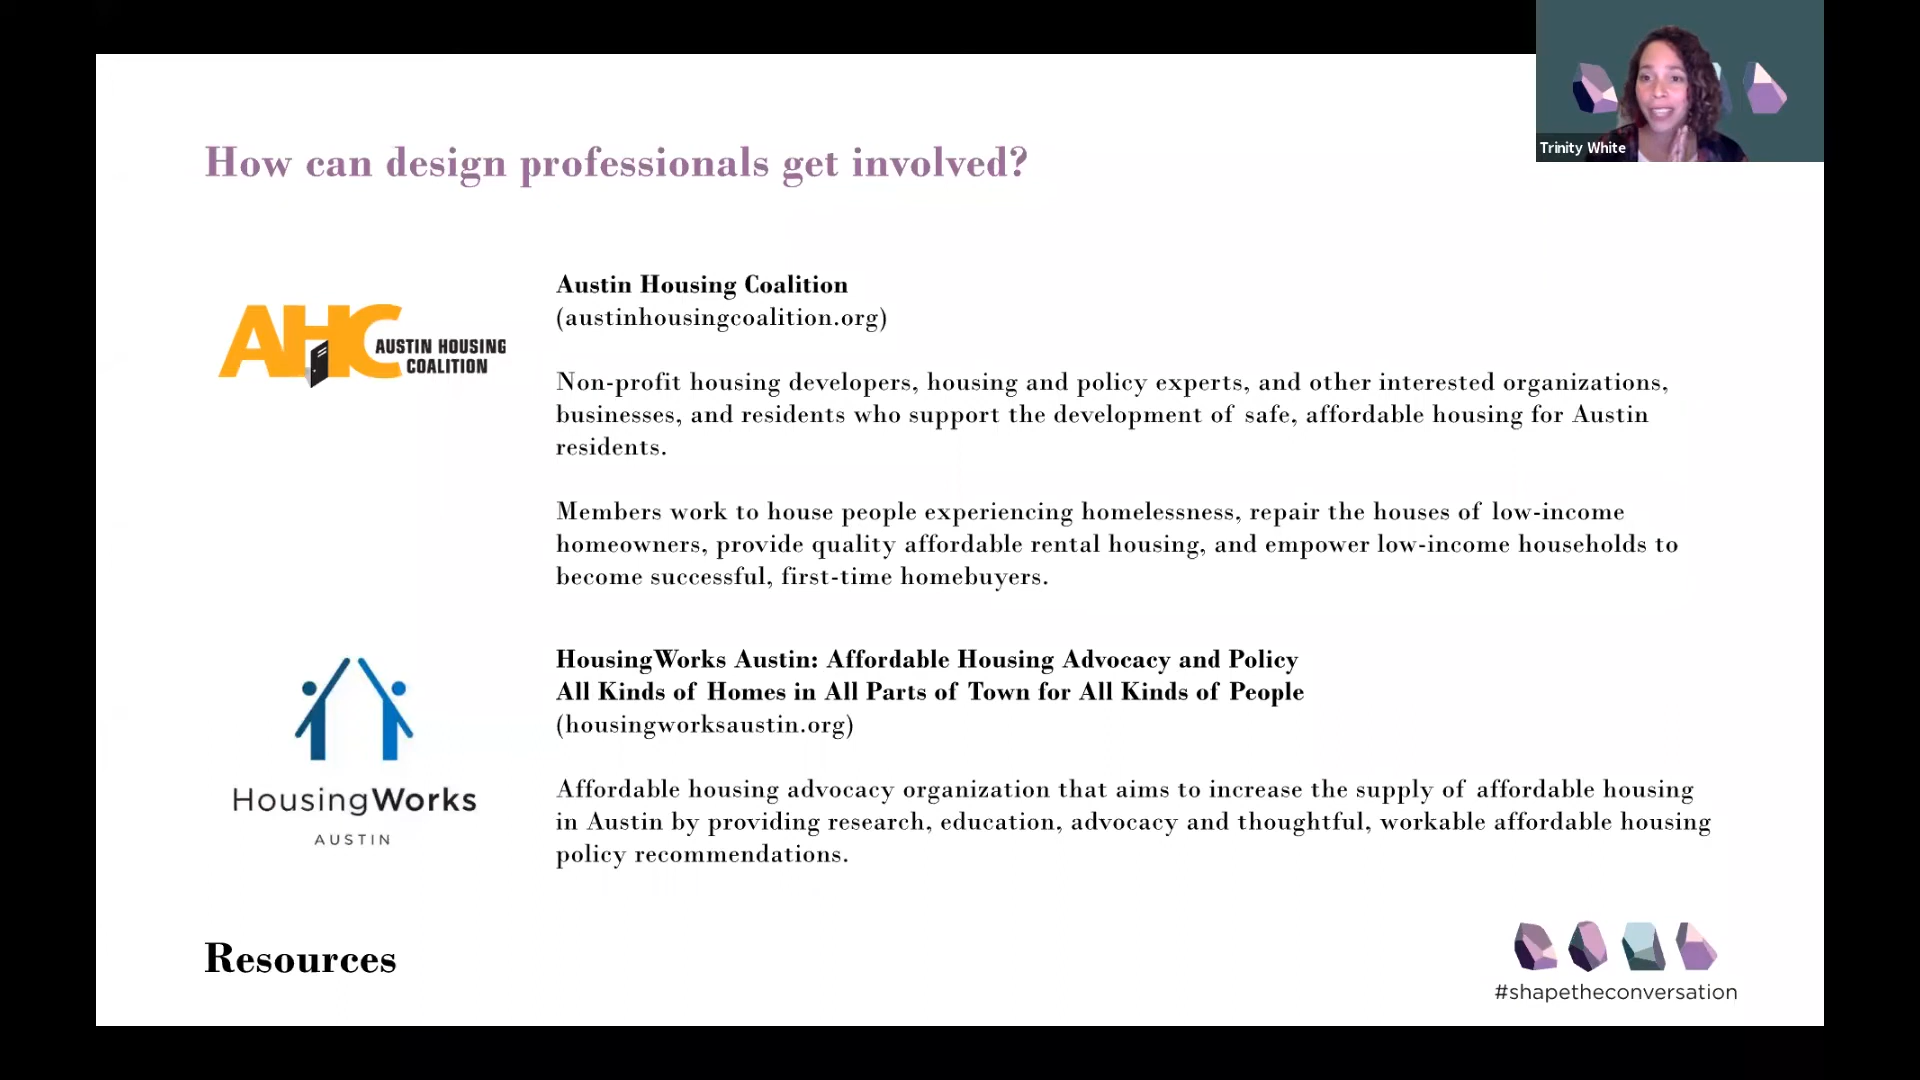 Trinity White
How can design professionals get involved?
AHC
AUSTIN HOUSING
COALITION
Austin Housing Coalition
(austinhousingcoalition.org)
Non-profit housing developers, housing and policy experts, and other interested organizations,
businesses, and residents who support the development of safe, affordable housing for Austin
residents.
Members work to house people experiencing homelessness, repair the houses of low-income
homeowners, provide quality affordable rental housing, and empower low-income households to
become successful, first-time homebuyers.
HousingWorks
AUSTIN
HousingWorks Austin: Affordable Housing Advocacy and Policy
All Kinds of Homes in All Parts of Town for All Kinds of People
(housingworksaustin.org)
Affordable housing advocacy organization that aims to increase the supply of affordable housing
in Austin by providing research, education, advocacy and thoughtful, workable affordable housing
policy recommendations.
Resources
#shapetheconversation